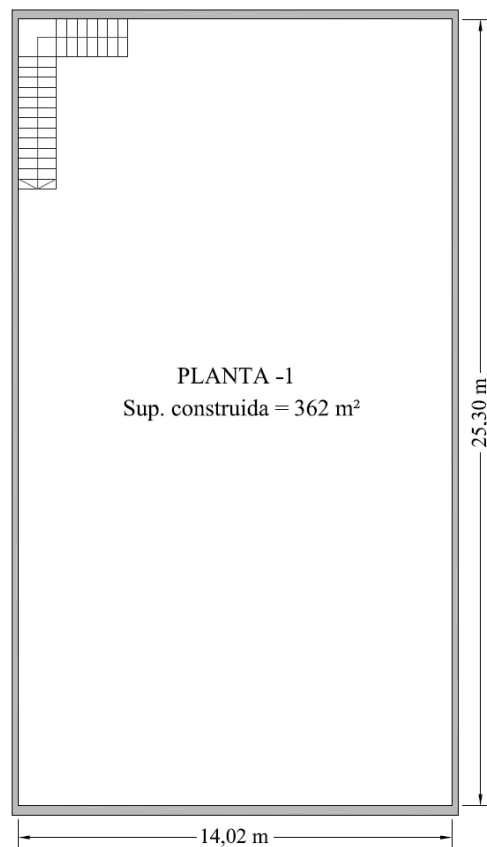 PLANTA -1
Sup. construida = 362 m²
25,30 m
14,02 m